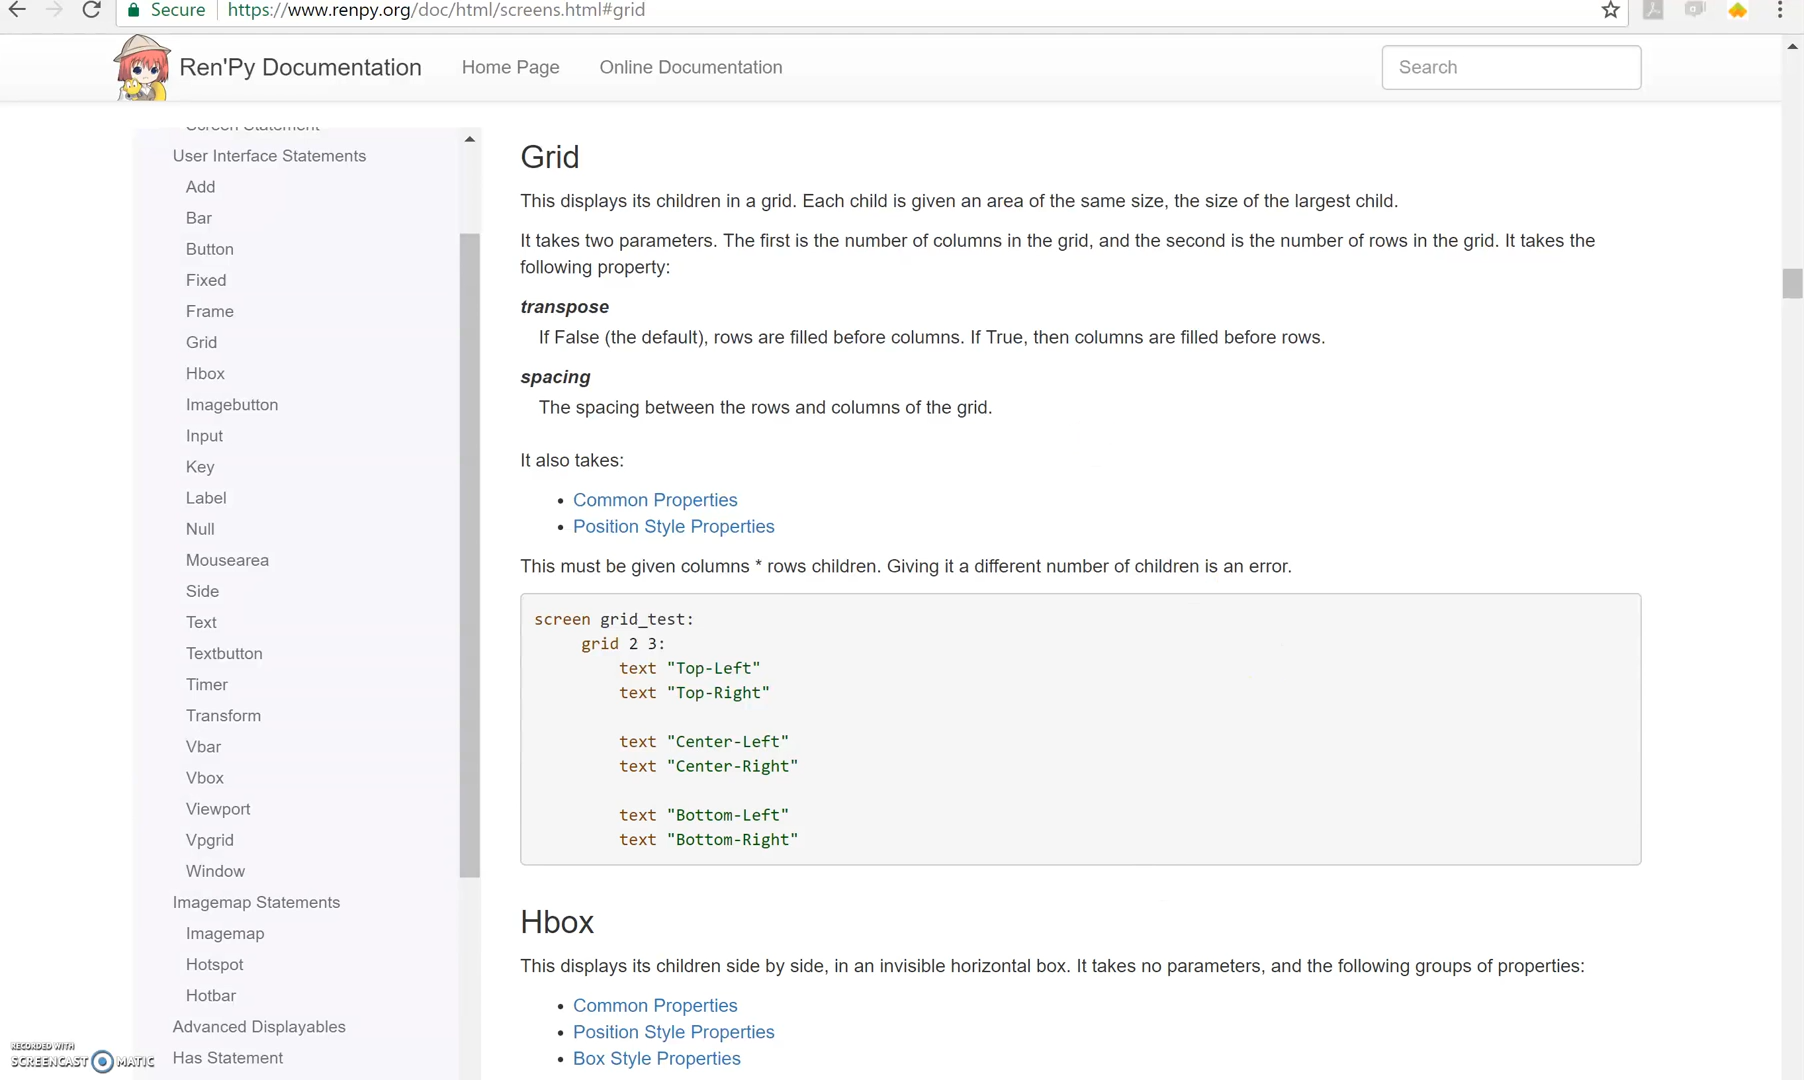 Secure
https://www.renpy.org/doc/html/screens.html#grid
Ren'Py Documentation
Home Page
Online Documentation
Search
Screen Statement
User Interface Statements
Add
Bar
Button
Fixed
Frame
Grid
Hbox
Imagebutton
Input
Key
Label
Null
Mousearea
Side
Text
Textbutton
Timer
Transform
Vbar
Vbox
Viewport
Vpgrid
Window
Imagemap Statements
Imagemap
Hotspot
Hotbar
Advanced Displayables
Has Statement
Grid
This displays its children in a grid. Each child is given an area of the same size, the size of the largest child.
It takes two parameters. The first is the number of columns in the grid, and the second is the number of rows in the grid. It takes the
following property:
transpose
If False (the default), rows are filled before columns. If True, then columns are filled before rows.
spacing
The spacing between the rows and columns of the grid.
It also takes:
• Common Properties
• Position Style Properties
This must be given columns * rows children. Giving it a different number of children is an error.
screen grid_test:
grid 2 3:
text "Top-Left"
text "Top-Right"
text "Center-Left"
text "Center-Right"
text "Bottom-Left"
text "Bottom-Right"
Hbox
This displays its children side by side, in an invisible horizontal box. It takes no parameters, and the following groups of properties:
• Common Properties
• Position Style Properties
• Box Style Properties
RECORDED WITH
SCREENCAST MATIC